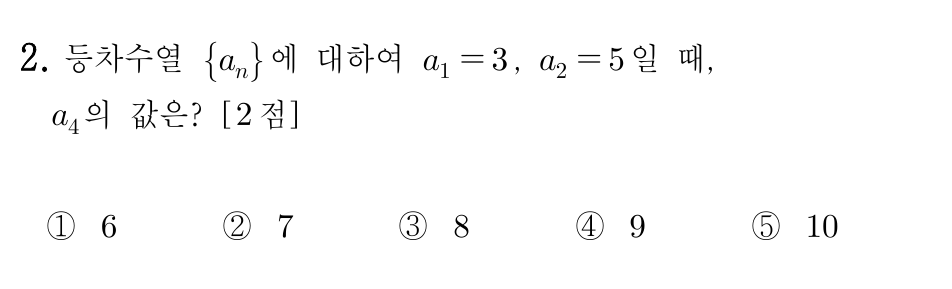 2. 등차수열 {aₙ}에 대하여 a₁=3, a₂=5일 때,
a₄의 값은? [2점]
① 6 ② 7 ③ 8 ④ 9 ⑤ 10